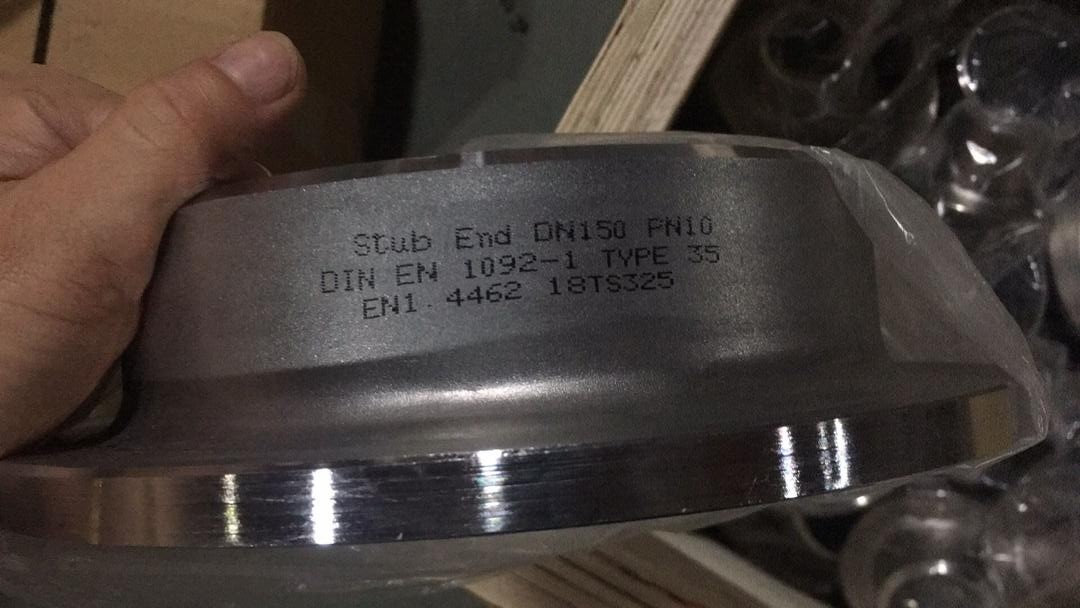 Stub End DN150 PN10
DIN EN 1092-1 TYPE 35
EN1.4462 18TS325